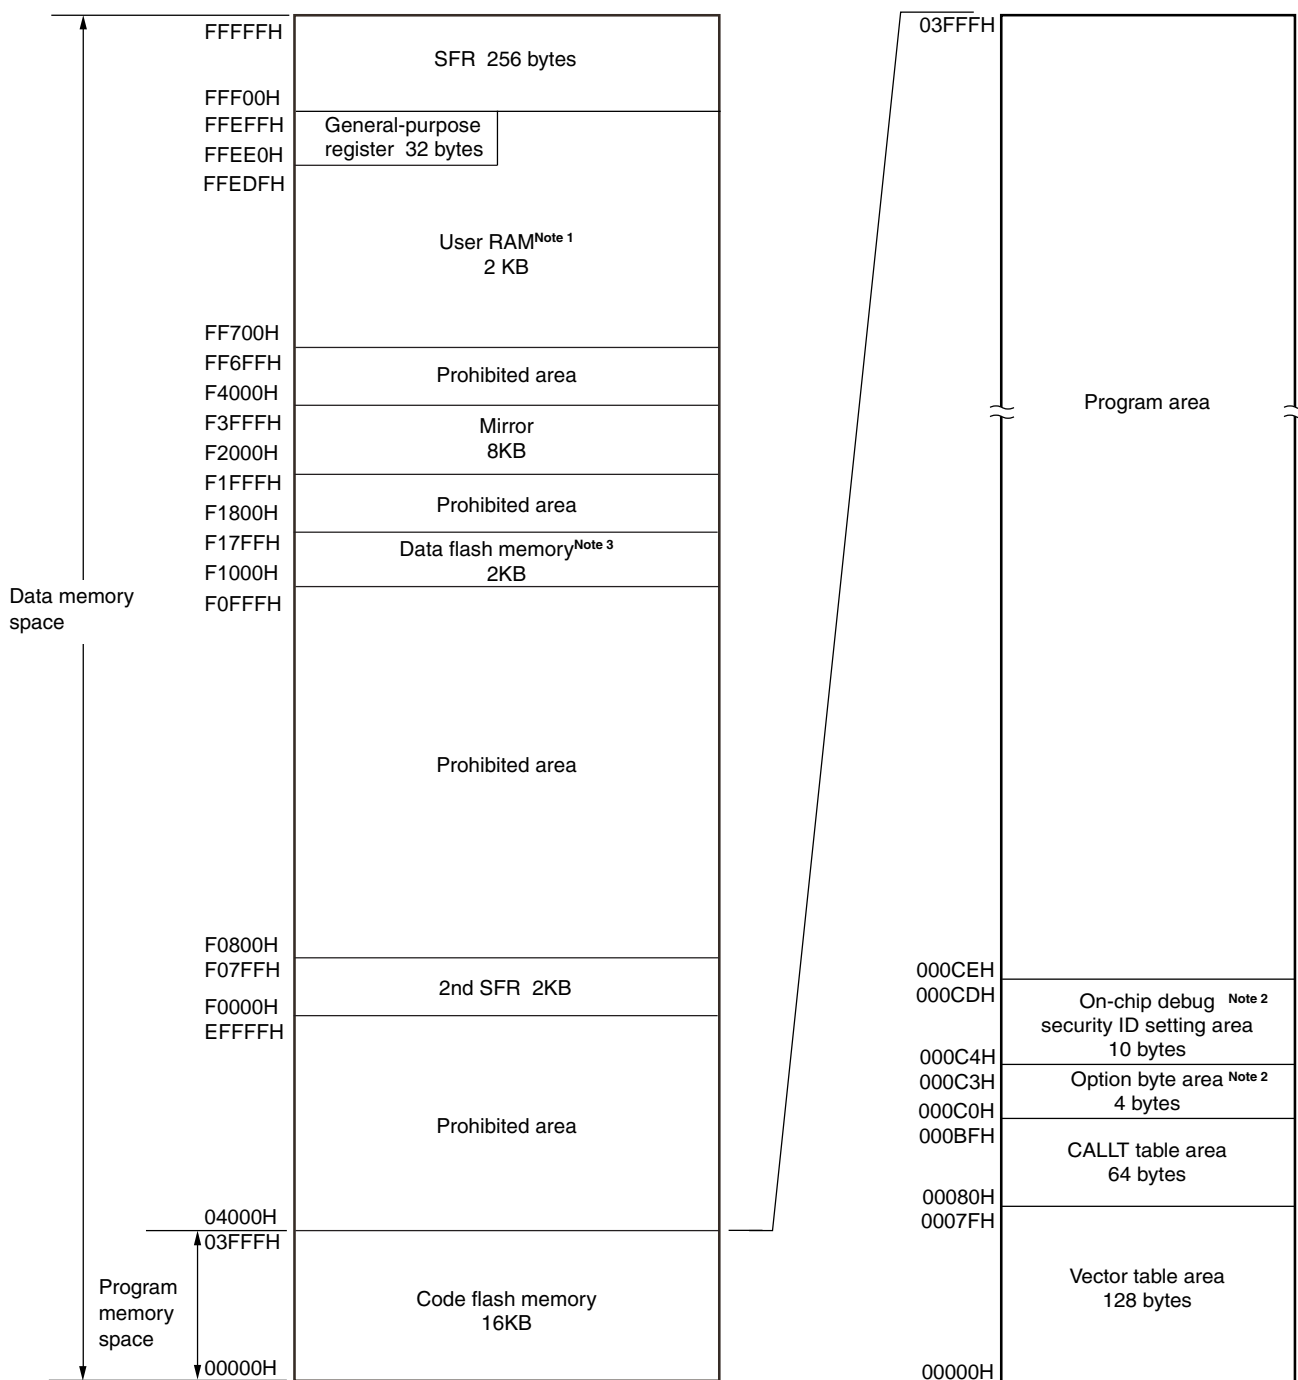 FFFFFH
SFR 256 bytes
FFF00H
FFEFFH
General-purpose
register 32 bytes
FFEE0H
FFEDFH
User RAMNote 1
2 KB
FF700H
FF6FFH
Prohibited area
F4000H
F3FFFH
Mirror
8KB
F2000H
F1FFFH
Prohibited area
F1800H
F17FFH
Data flash memoryNote 3
2KB
F1000H
F0FFFH
Data memory
space
Prohibited area
F0800H
F07FFH
2nd SFR 2KB
F0000H
EFFFFH
Prohibited area
04000H
03FFFH
Program
memory
space
Code flash memory
16KB
00000H
03FFFH
Program area
000CEH
000CDH
On-chip debug Note 2
security ID setting area
10 bytes
000C4H
000C3H
Option byte area Note 2
4 bytes
000C0H
000BFH
CALLT table area
64 bytes
00080H
0007FH
Vector table area
128 bytes
00000H